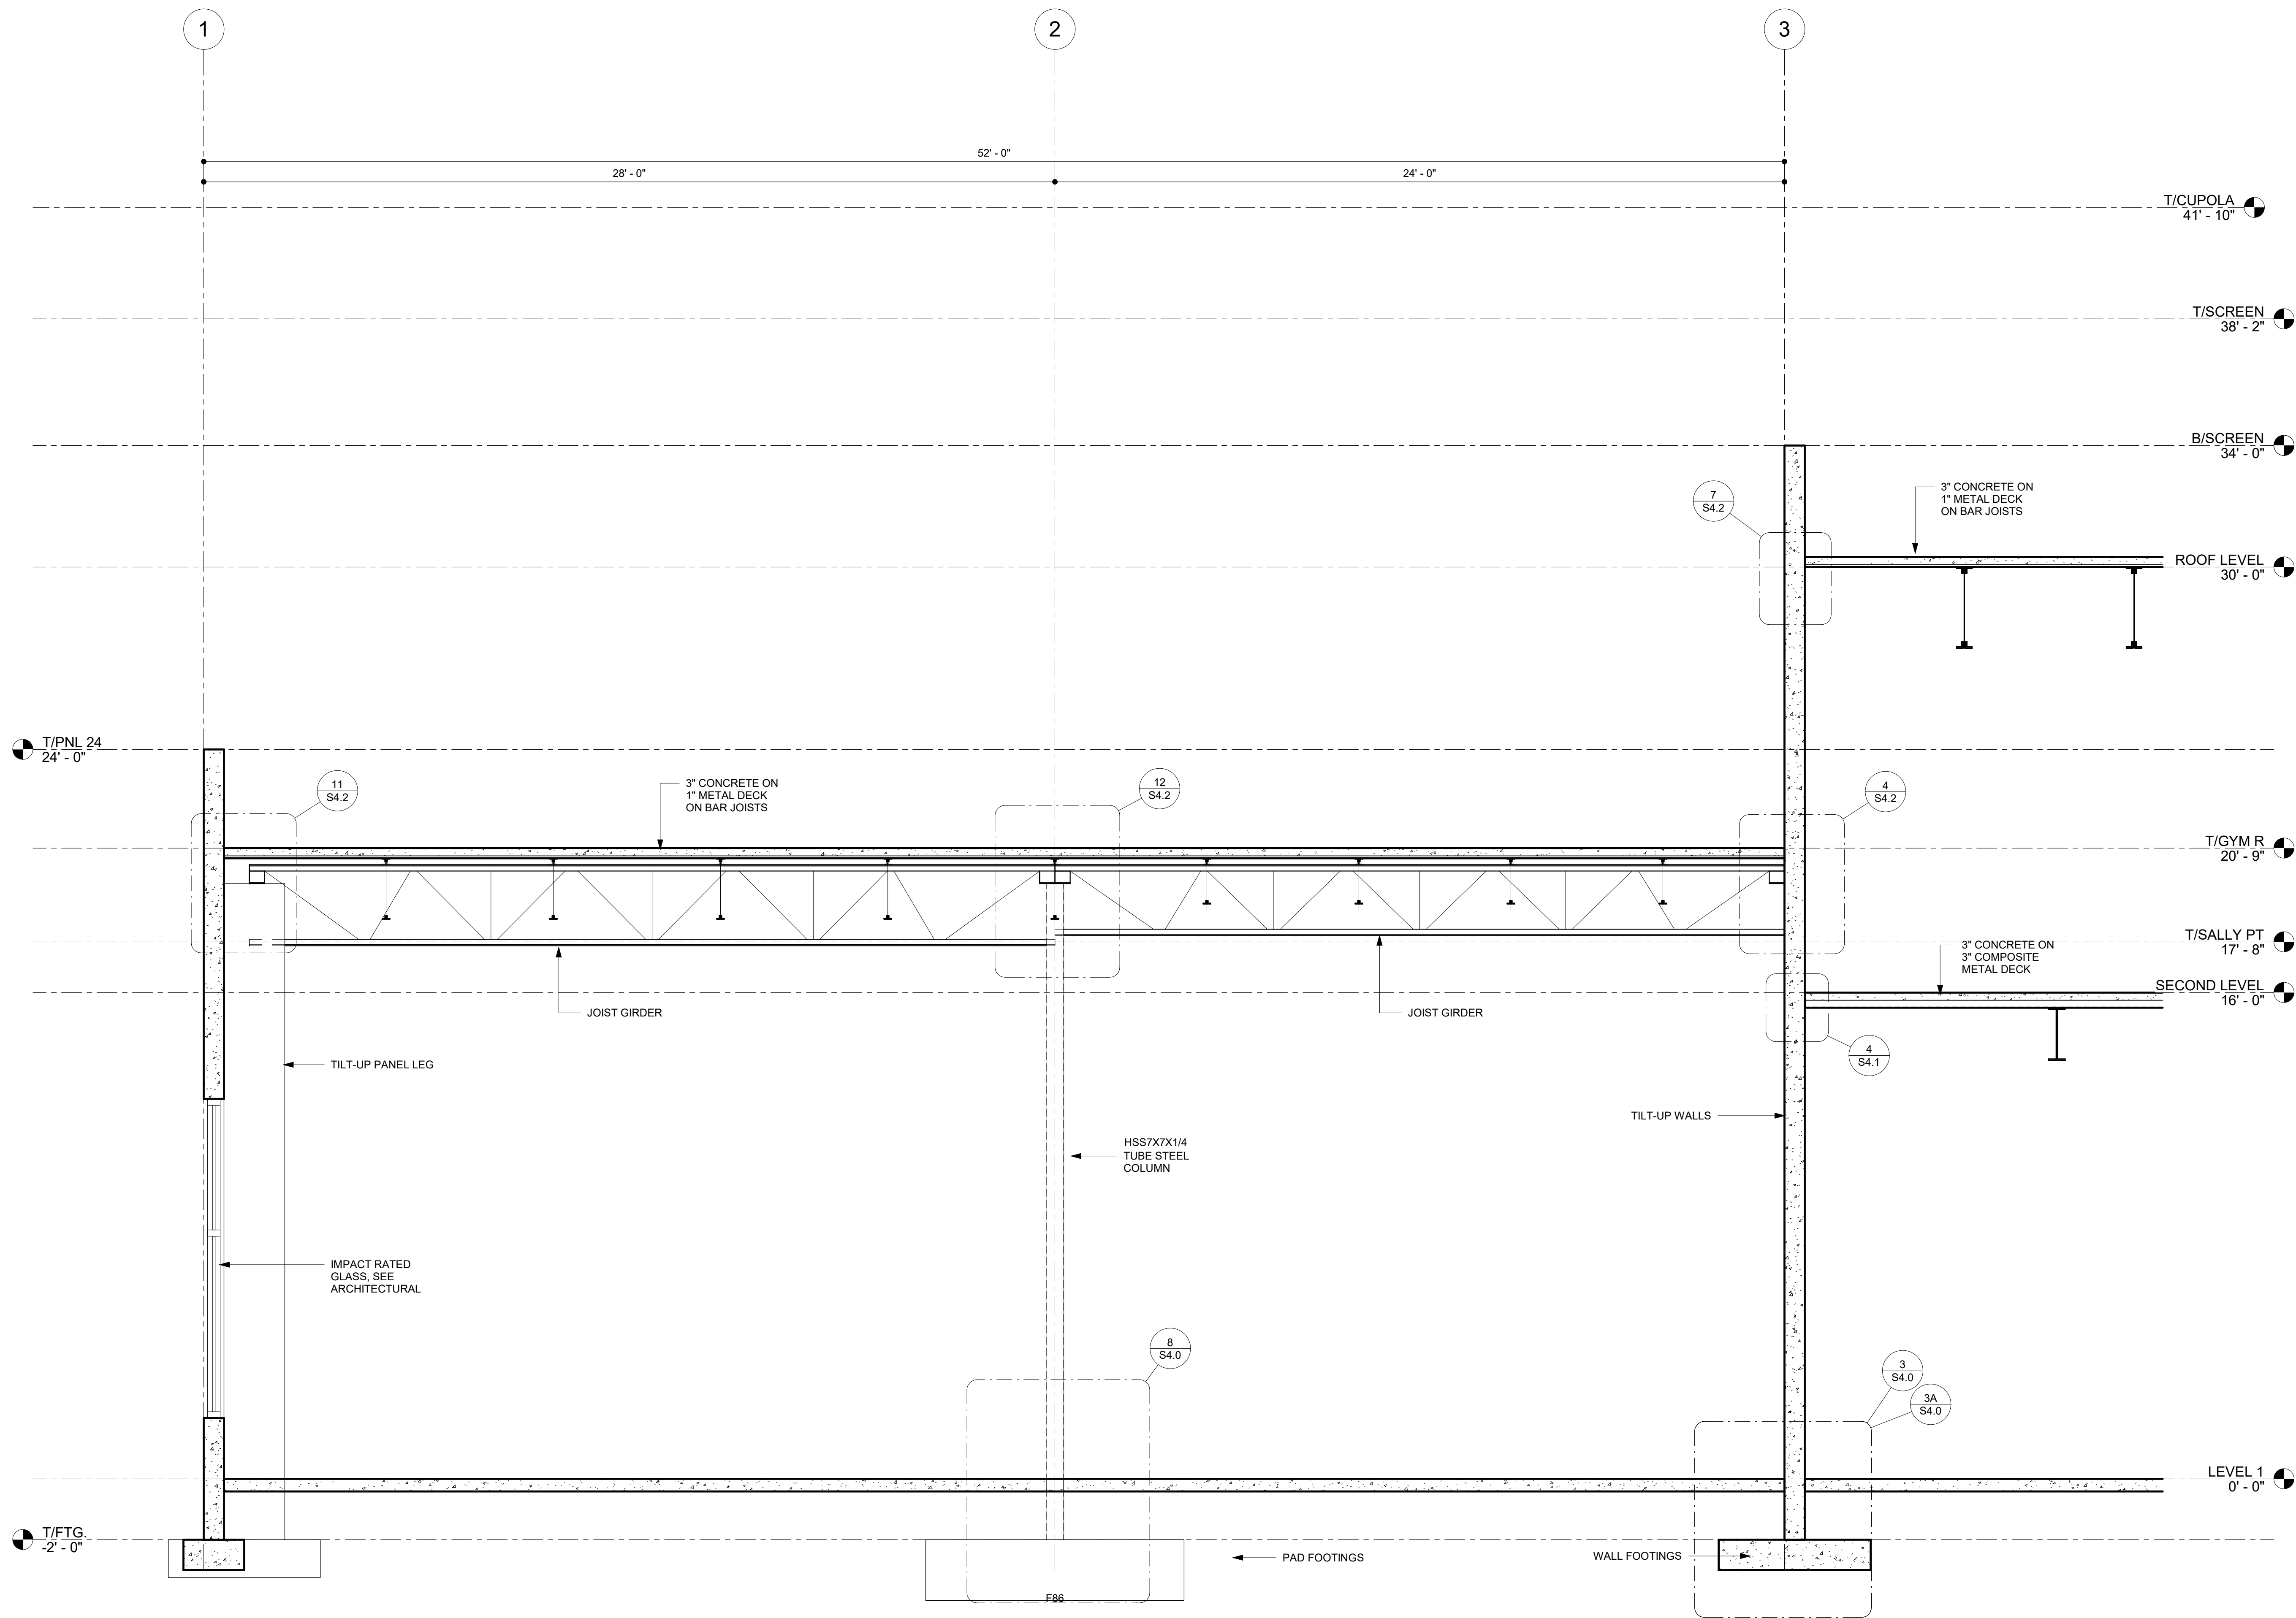 1
2
3
52' - 0"
28' - 0"
24' - 0"
T/CUPOLA
41' - 10"
T/SCREEN
38' - 2"
B/SCREEN
34' - 0"
7
S4.2
3" CONCRETE ON
1" METAL DECK
ON BAR JOISTS
ROOF LEVEL
30' - 0"
T/PNL 24
24' - 0"
11
S4.2
3" CONCRETE ON
1" METAL DECK
ON BAR JOISTS
12
S4.2
4
S4.2
T/GYM R
20' - 9"
T/SALLY PT
17' - 8"
3" CONCRETE ON
3" COMPOSITE
METAL DECK
SECOND LEVEL
16' - 0"
JOIST GIRDER
JOIST GIRDER
4
S4.1
TILT-UP PANEL LEG
TILT-UP WALLS
HSS7X7X1/4
TUBE STEEL
COLUMN
IMPACT RATED
GLASS, SEE
ARCHITECTURAL
8
S4.0
3
S4.0
3A
S4.0
LEVEL 1
0' - 0"
T/FTG.
-2' - 0"
PAD FOOTINGS
WALL FOOTINGS
F86